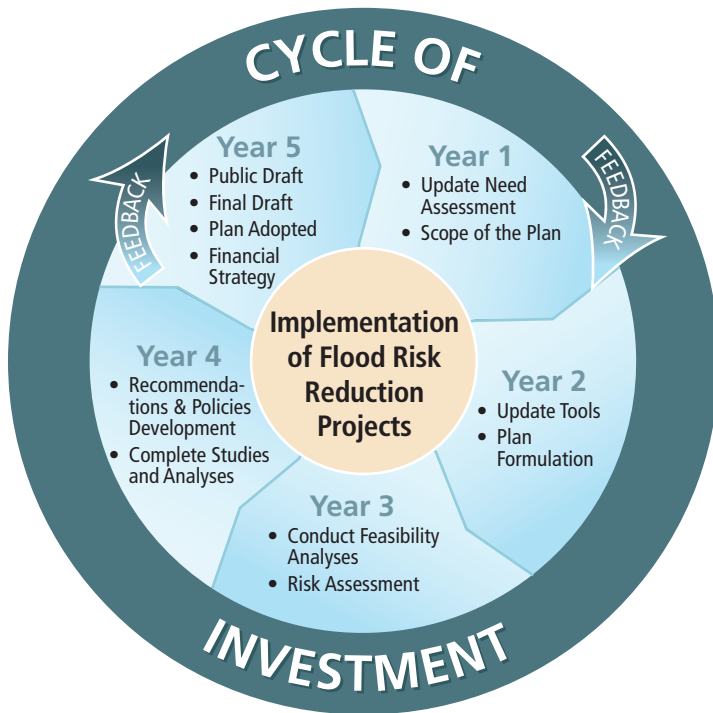 CYCLE OF
Year 1
• Update Need
Assessment
• Scope of the Plan
FEEDBACK
Year 2
• Update Tools
• Plan
Formulation
Year 3
• Conduct Feasibility
Analyses
• Risk Assessment
Year 4
• Recommenda-
tions & Policies
Development
• Complete Studies
and Analyses
Year 5
• Public Draft
• Final Draft
• Plan Adopted
• Financial
Strategy
FEEDBACK
Implementation
of Flood Risk
Reduction
Projects
INVESTMENT